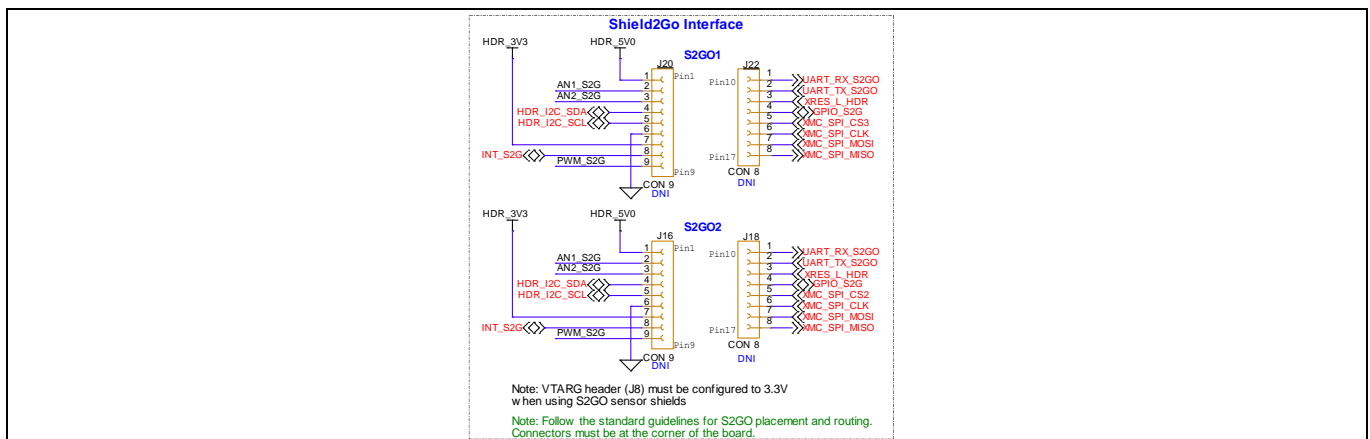 Shield2Go Interface
HDR_3V3
HDR_5V0
S2GO1
J20
J22
1
Pin1
Pin10
1
UART_RX_S2GO
AN1_S2G
2
2
UART_TX_S2GO
AN2_S2G
3
3
XRES_L_HDR
HDR_I2C_SDA
4
4
GPIO_S2G
HDR_I2C_SCL
5
5
XMC_SPI_CS3
6
6
XMC_SPI_CLK
7
7
XMC_SPI_MOSI
INT_S2G
8
Pin17
8
XMC_SPI_MISO
PWM_S2G
9
Pin9
CON 9
DNI
CON 8
DNI
HDR_3V3
HDR_5V0
S2GO2
J16
J18
1
Pin1
Pin10
1
UART_RX_S2GO
AN1_S2G
2
2
UART_TX_S2GO
AN2_S2G
3
3
XRES_L_HDR
HDR_I2C_SDA
4
4
GPIO_S2G
HDR_I2C_SCL
5
5
XMC_SPI_CS2
6
6
XMC_SPI_CLK
7
7
XMC_SPI_MOSI
INT_S2G
8
Pin17
8
XMC_SPI_MISO
PWM_S2G
9
Pin9
CON 9
DNI
CON 8
DNI
Note: VTARG header (J8) must be configured to 3.3V
when using S2GO sensor shields
Note: Follow the standard guidelines for S2GO placement and routing.
Connectors must be at the corner of the board.